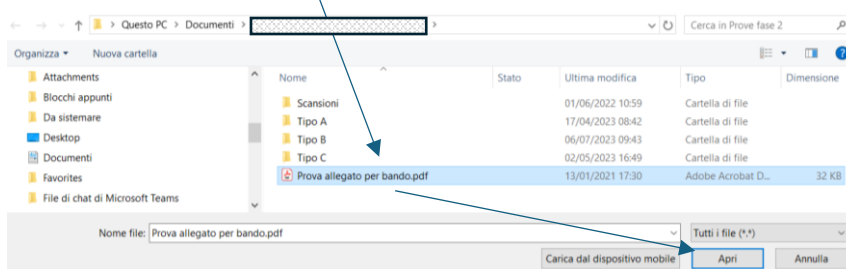 Questo PC > Documenti > > Cerca in Prove fase 2
Organizza Nuova cartella
Attachments
Blocchi appunti
Da sistemare
Desktop
Documenti
Favorites
File di chat di Microsoft Teams
Nome Stato Ultima modifica Tipo Dimensione
Scansioni 01/06/2022 10:59 Cartella di file
Tipo A 17/04/2023 08:42 Cartella di file
Tipo B 06/07/2023 09:43 Cartella di file
Tipo C 02/05/2023 16:49 Cartella di file
Prova allegato per bando.pdf 13/01/2021 17:30 Adobe Acrobat D... 32 KB
Nome file: Prova allegato per bando.pdf Tutti i file (*.*)
Carica dal dispositivo mobile Apri Annulla